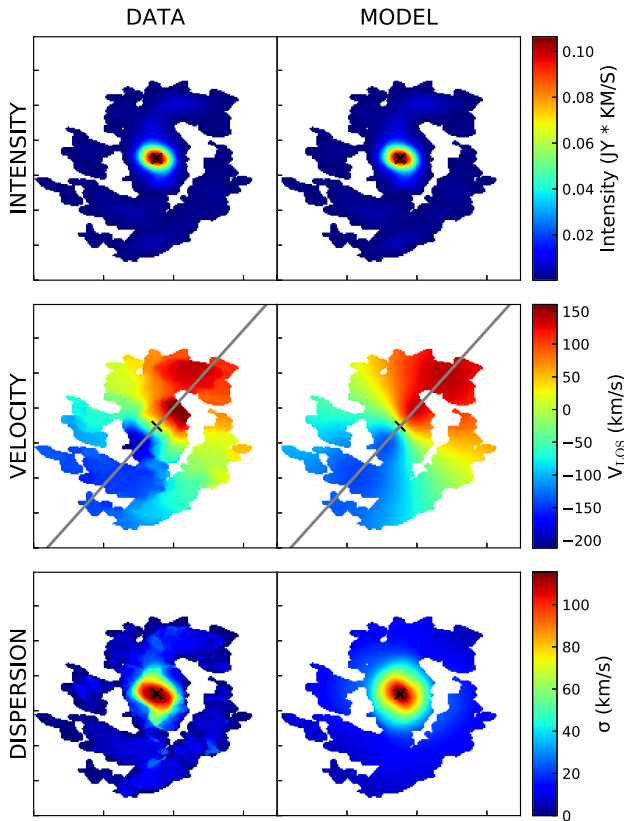 DATA
MODEL
INTENSITY
0.10
0.08
0.06
0.04
0.02
Intensity (JY * KM/S)
VELOCITY
150
100
50
0
−50
−100
−150
−200
V_LOS (km/s)
DISPERSION
100
80
60
40
20
0
σ (km/s)